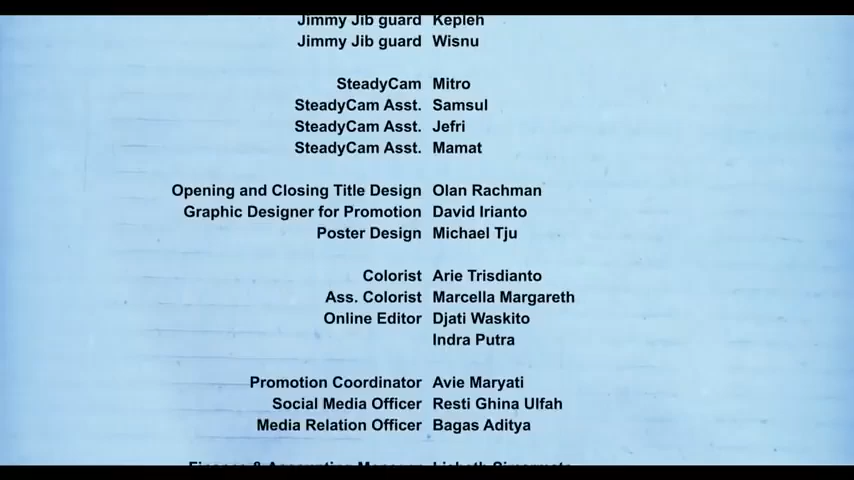 Jimmy Jib guard Kepleh
Jimmy Jib guard Wisnu
SteadyCam Mitro
SteadyCam Asst. Samsul
SteadyCam Asst. Jefri
SteadyCam Asst. Mamat
Opening and Closing Title Design Olan Rachman
Graphic Designer for Promotion David Irianto
Poster Design Michael Tju
Colorist Arie Trisdianto
Ass. Colorist Marcella Margareth
Online Editor Djati Waskito
Indra Putra
Promotion Coordinator Avie Maryati
Social Media Officer Resti Ghina Ulfah
Media Relation Officer Bagas Aditya